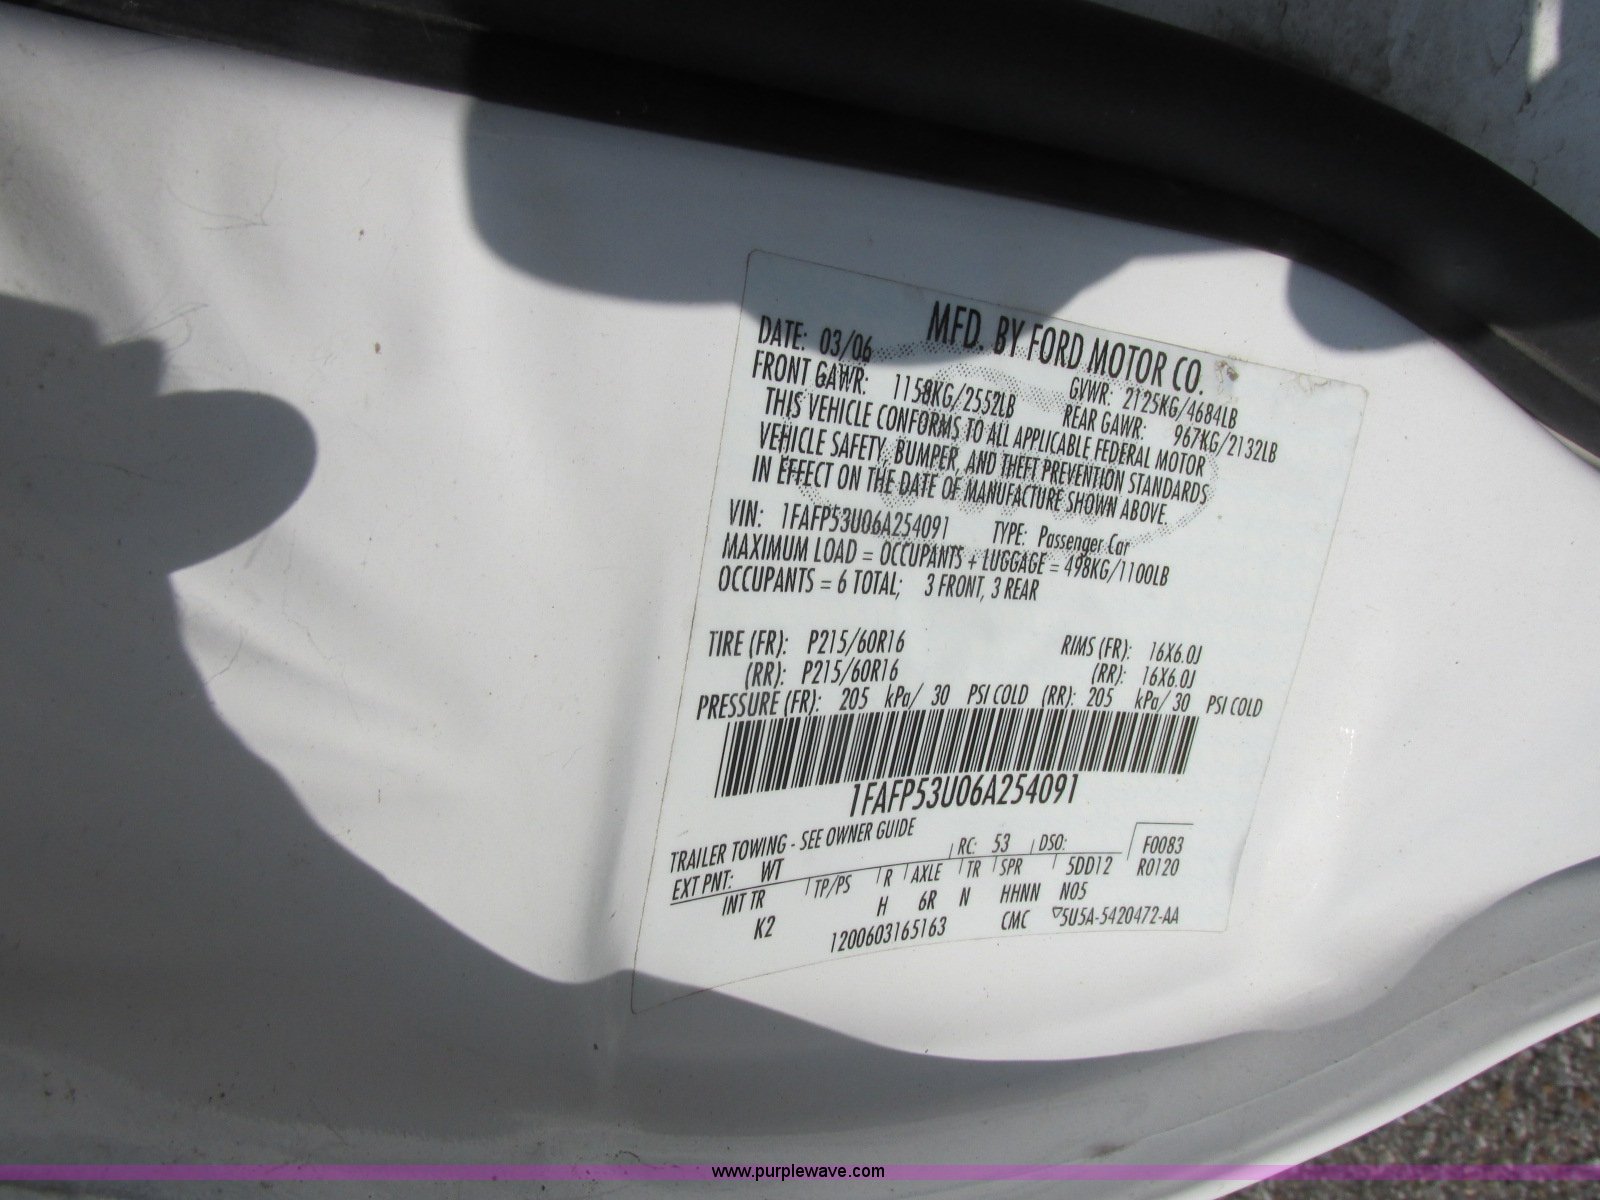 MFD. BY FORD MOTOR CO.
DATE: 03/06 GVWR: 2125KG/4684LB
FRONT GAWR: 1158KG/2552LB REAR GAWR: 967KG/2132LB
THIS VEHICLE CONFORMS TO ALL APPLICABLE FEDERAL MOTOR
VEHICLE SAFETY, BUMPER, AND THEFT PREVENTION STANDARDS
IN EFFECT ON THE DATE OF MANUFACTURE SHOWN ABOVE.
VIN: 1FAFP53U06A254091 TYPE: Passenger Car
MAXIMUM LOAD = OCCUPANTS + LUGGAGE = 498KG/1100LB
OCCUPANTS = 6 TOTAL; 3 FRONT, 3 REAR
TIRE (FR): P215/60R16 RIMS (FR): 16X6.0J
(RR): P215/60R16 (RR): 16X6.0J
PRESSURE (FR): 205 kPa/ 30 PSI COLD (RR): 205 kPa/ 30 PSI COLD
1FAFP53U06A254091
TRAILER TOWING - SEE OWNER GUIDE
EXT PNT: WT RC: 53 DSO: F0083
INT TR TP/PS R AXLE TR SPR 5DD12 R0120
K2 H 6R N HHNN N05
1200603165163 CMC ▽5U5A-5420472-AA
www.purplewave.com